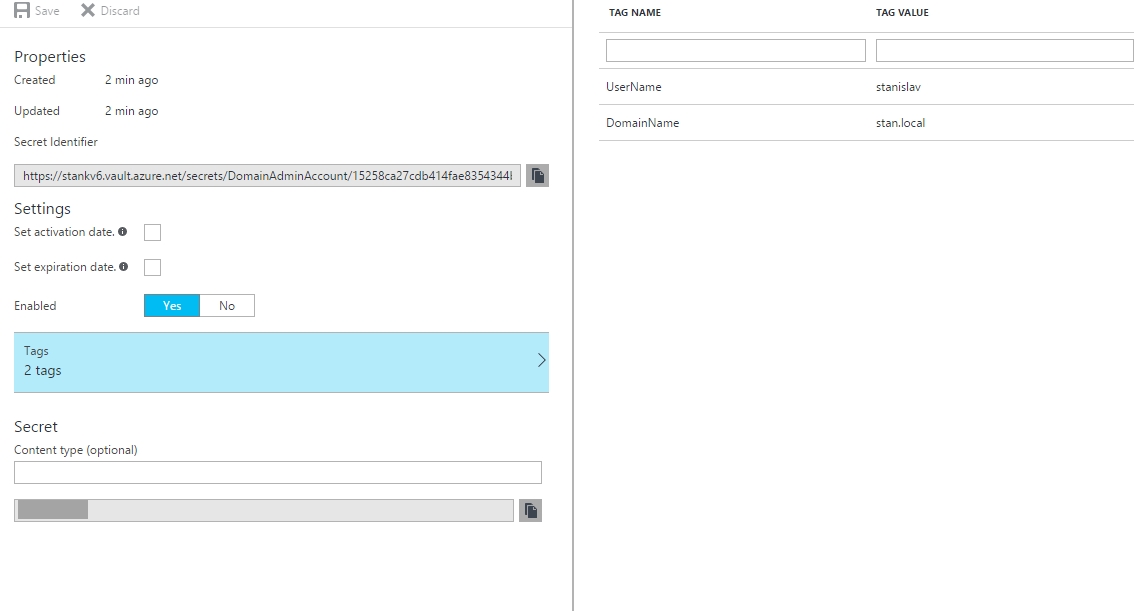 Save Discard
Properties
Created 2 min ago
Updated 2 min ago
Secret Identifier
https://stankv6.vault.azure.net/secrets/DomainAdminAccount/15258ca27cdb414fae8354344
Settings
Set activation date.
Set expiration date.
Enabled Yes No
Tags
2 tags
Secret
Content type (optional)
TAG NAME TAG VALUE
UserName stanislav
DomainName stan.local